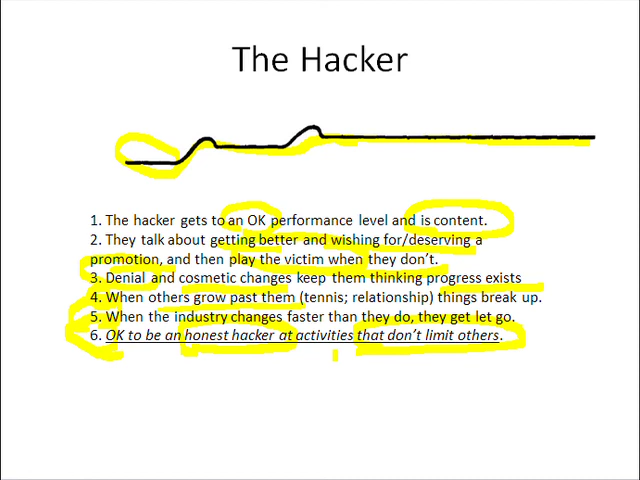 The Hacker
1. The hacker gets to an OK performance level and is content.
2. They talk about getting better and wishing for/deserving a
promotion, and then play the victim when they don't.
3. Denial and cosmetic changes keep them thinking progress exists
4. When others grow past them (tennis; relationship) things break up.
5. When the industry changes faster than they do, they get let go.
6. OK to be an honest hacker at activities that don't limit others.